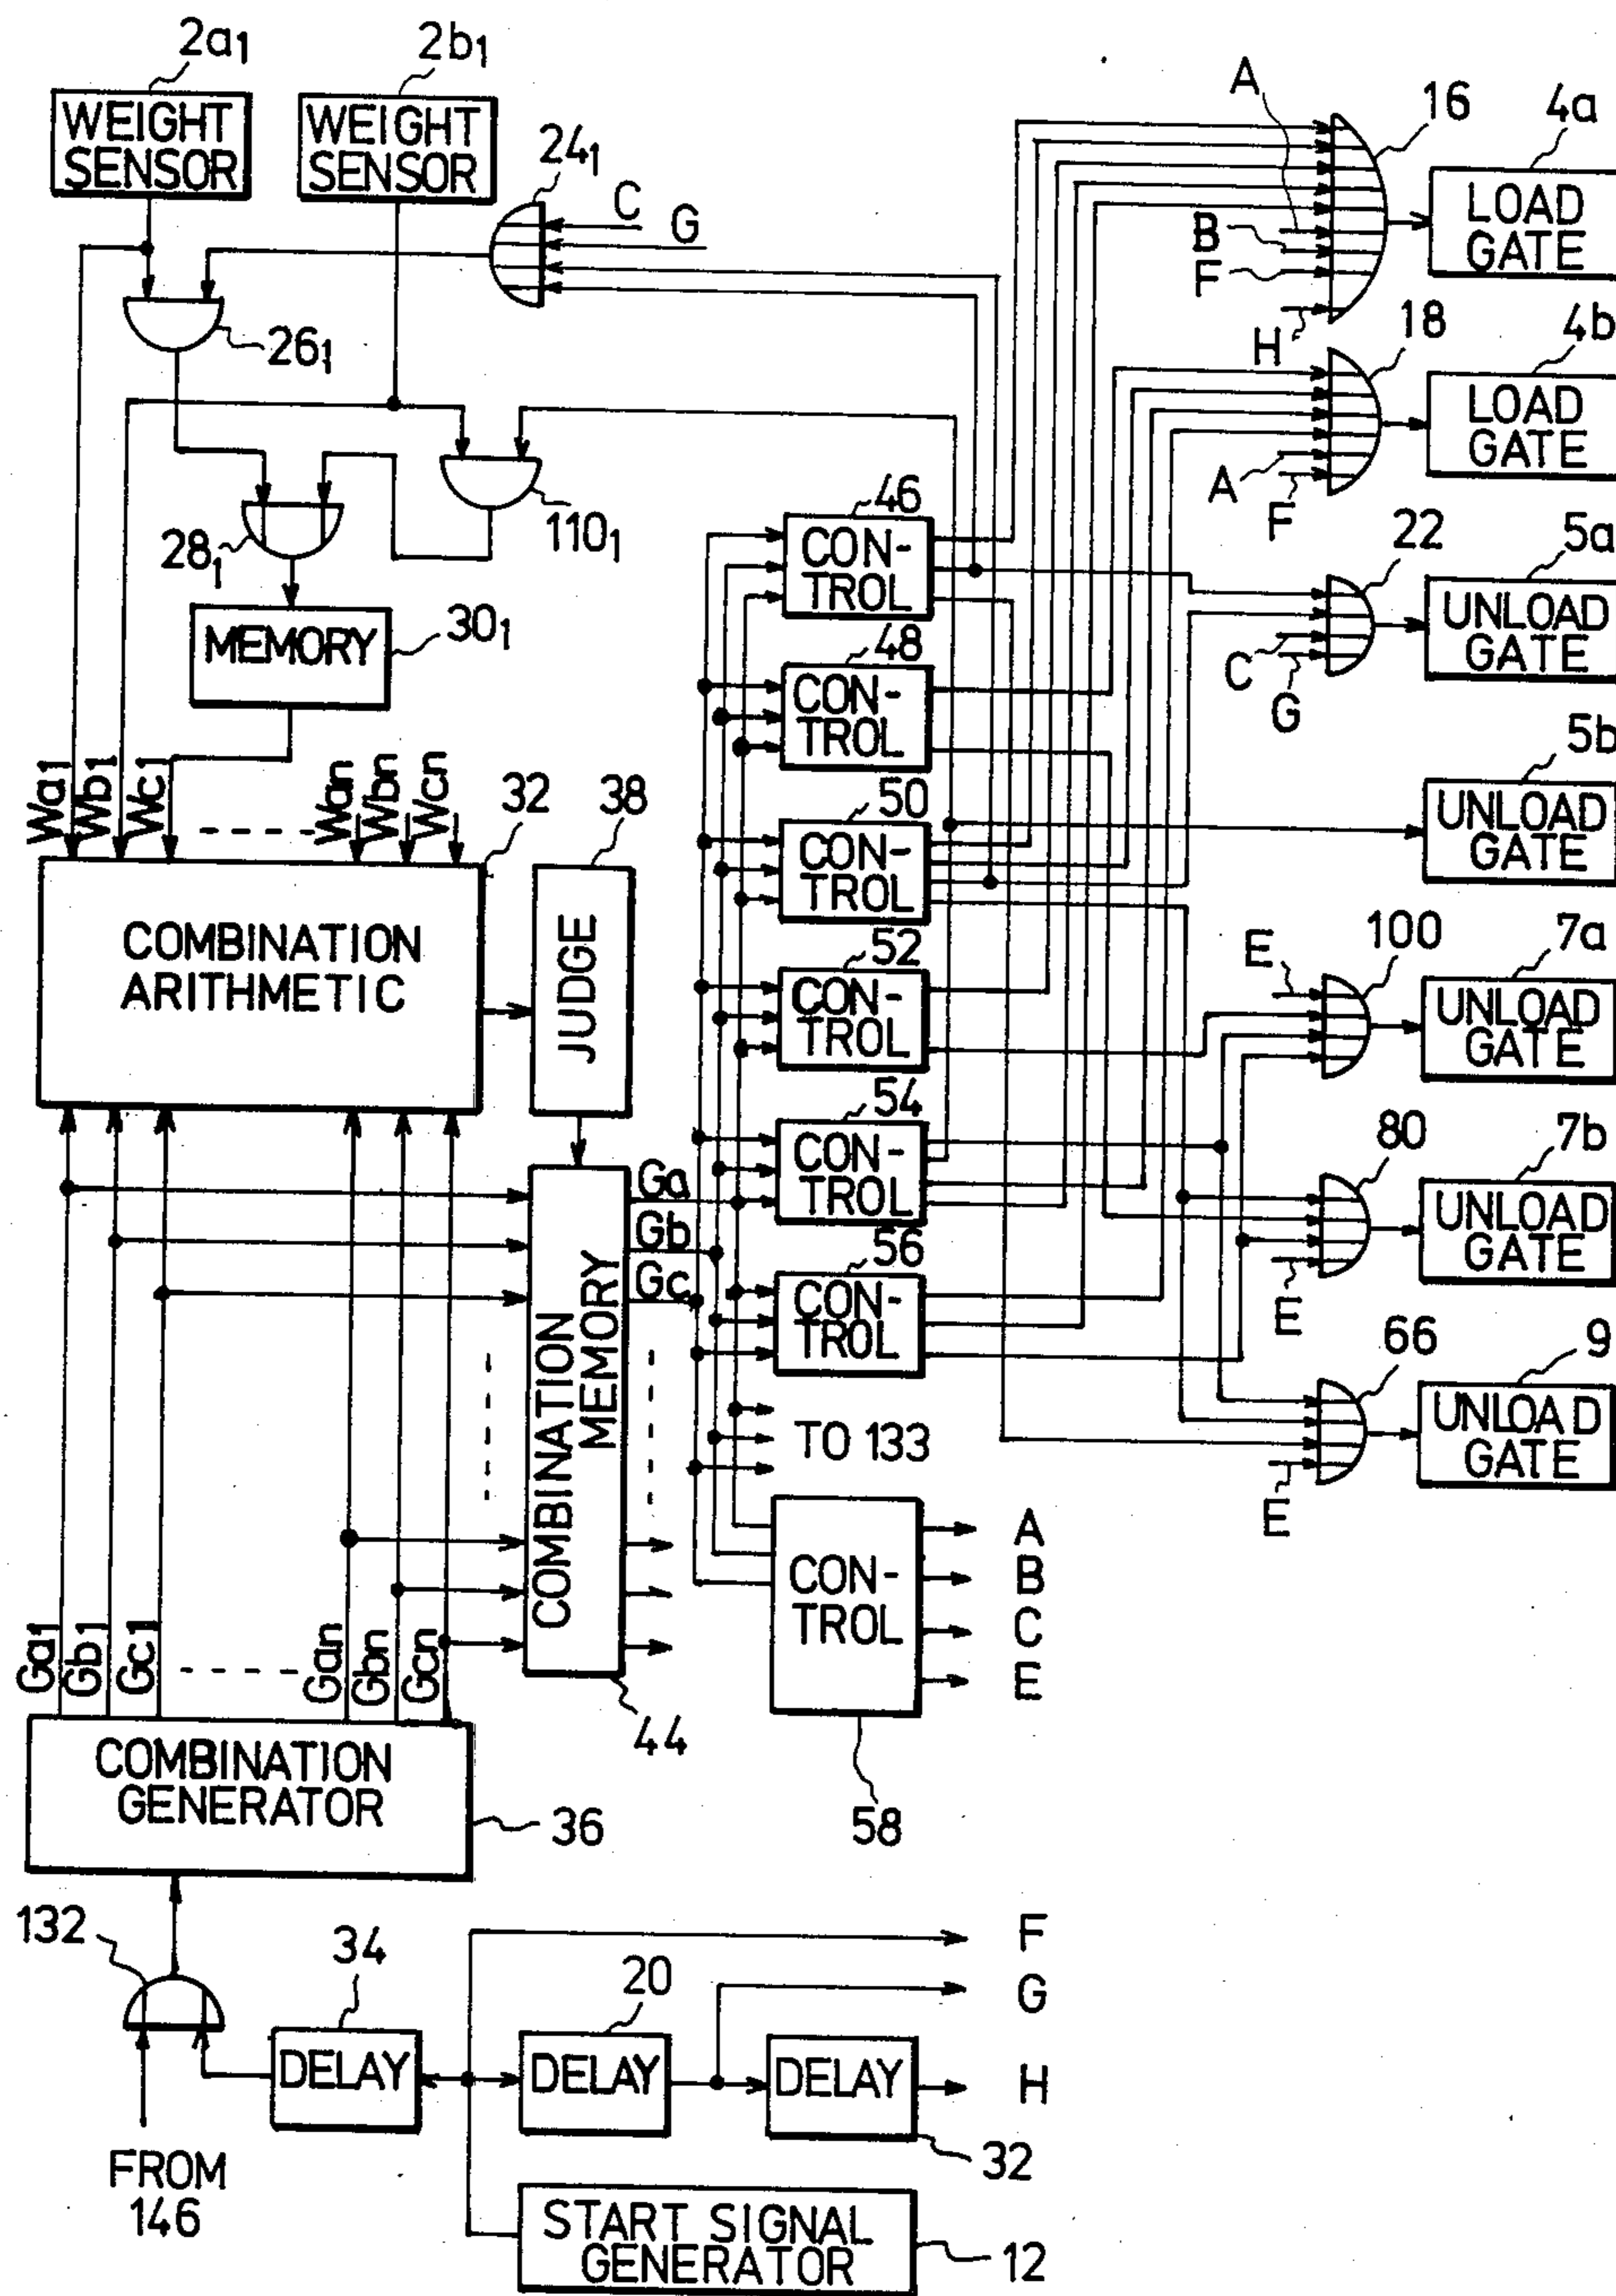 2a1
2b1
WEIGHT
SENSOR
WEIGHT
SENSOR
241
C
G
261
1101
281
MEMORY
301
A
16
4a
LOAD
GATE
B
F
H
18
4b
LOAD
GATE
A
F
22
5a
UNLOAD
GATE
C
G
5b
UNLOAD
GATE
46
CON-
TROL
48
CON-
TROL
50
CON-
TROL
52
CON-
TROL
54
CON-
TROL
56
CON-
TROL
E
100
7a
UNLOAD
GATE
80
7b
UNLOAD
GATE
E
66
9
UNLOAD
GATE
E
Wa1
Wb1
Wc1
Wan
Wbn
Wcn
32
38
COMBINATION
ARITHMETIC
JUDGE
Ga
Gb
Gc
COMBINATION
MEMORY
44
TO 133
CON-
TROL
A
B
C
E
58
Ga1
Gb1
Gc1
Gan
Gbn
Gcn
COMBINATION
GENERATOR
36
132
34
DELAY
20
DELAY
DELAY
32
F
G
H
FROM
146
START SIGNAL
GENERATOR
12